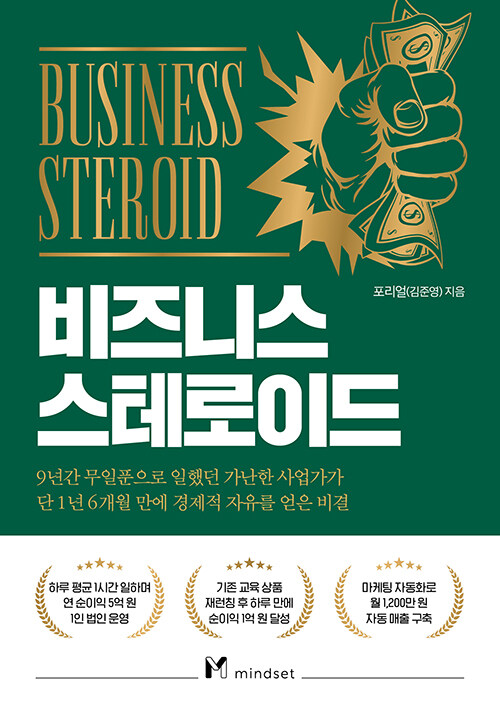 BUSINESS
STEROID
포리얼(김준영) 지음
비즈니스
스테로이드
9년간 무일푼으로 일했던 가난한 사업가가
단 1년 6개월 만에 경제적 자유를 얻은 비결
하루 평균 1시간 일하며
연 순이익 5억 원
1인 법인 운영
기존 교육 상품
재런칭 후 하루 만에
순이익 1억 원 달성
마케팅 자동화로
월 1,200만 원
자동 매출 구축
mindset